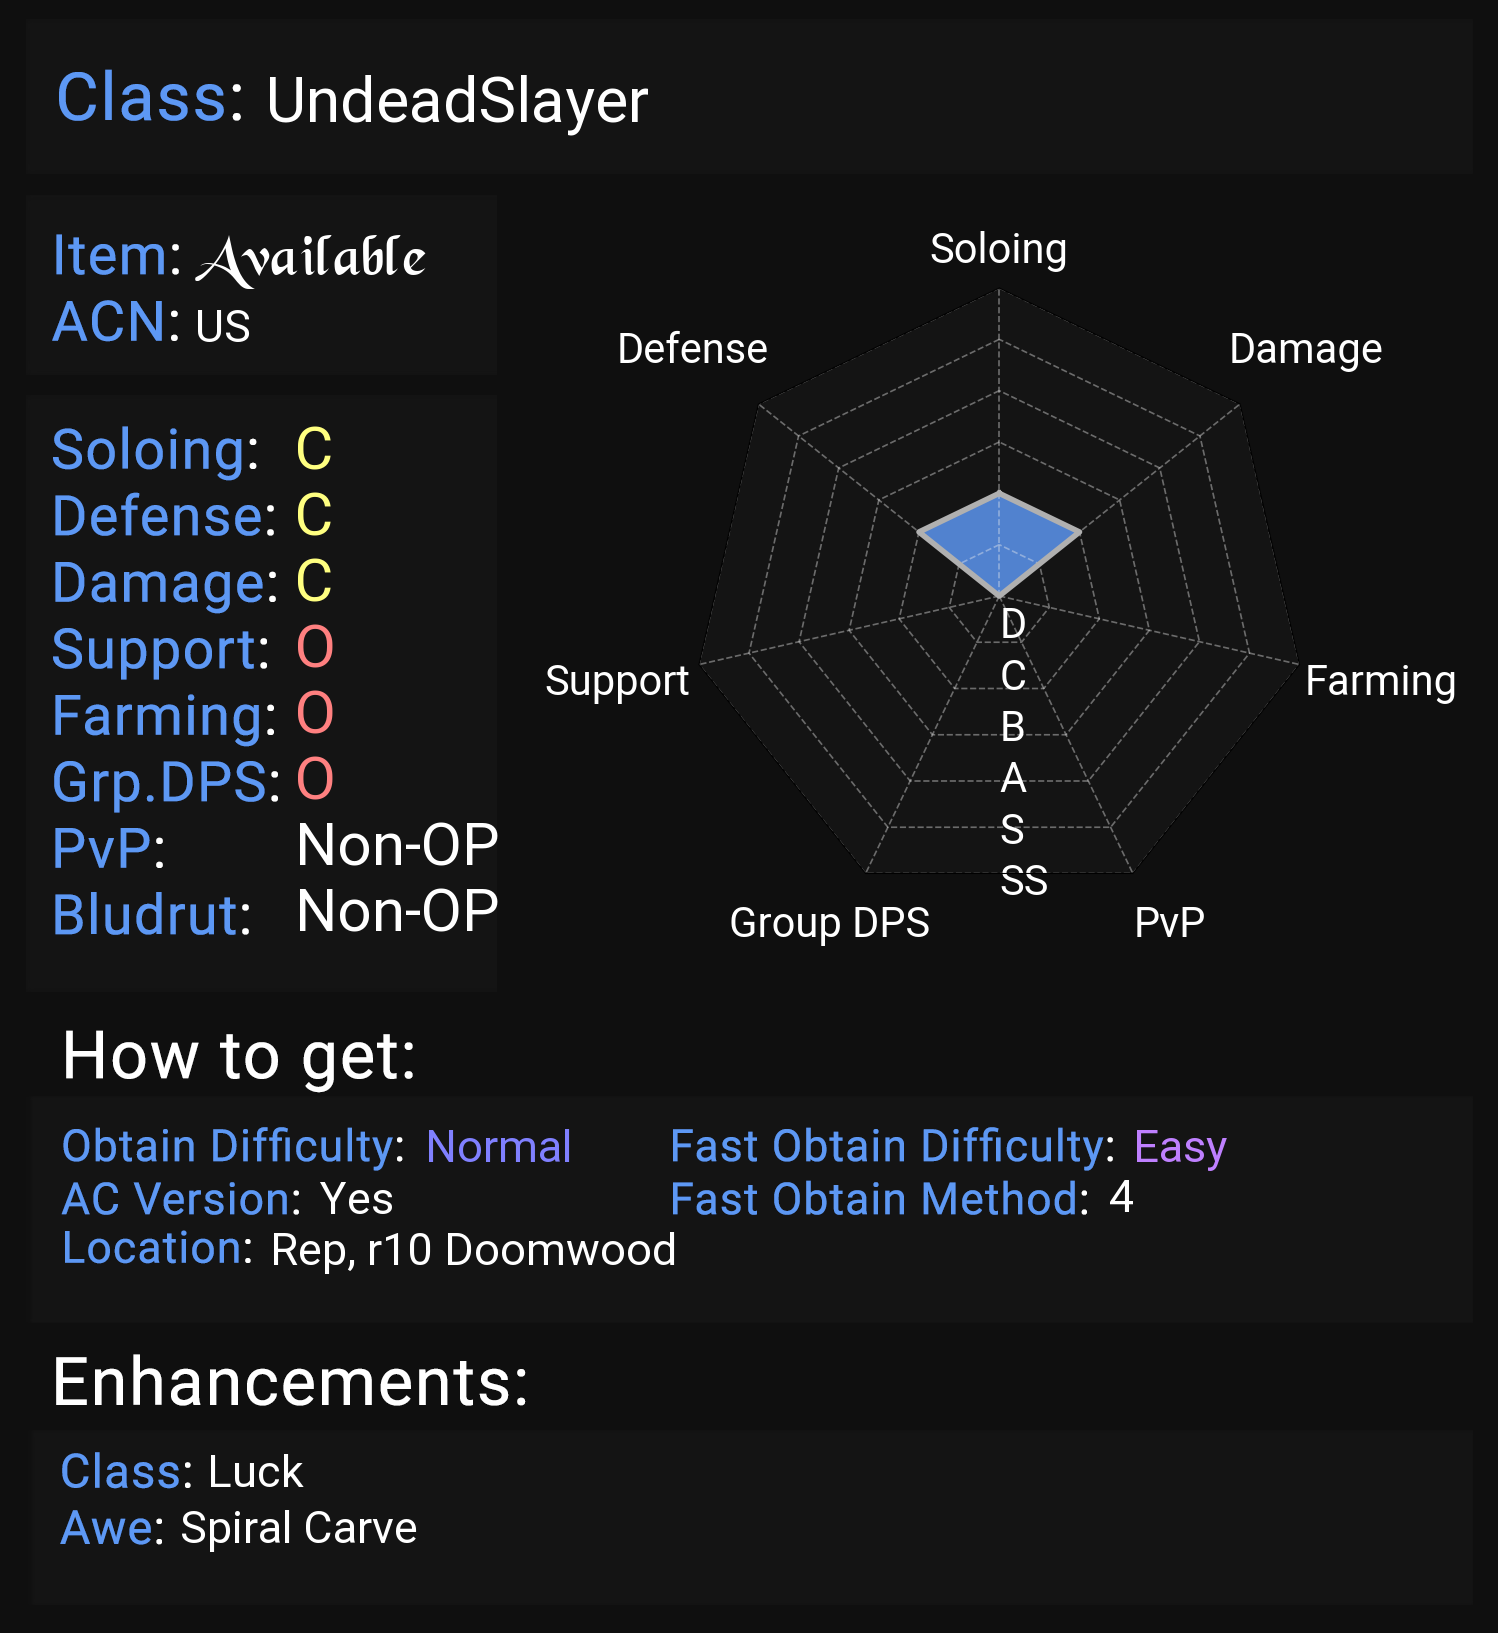 Class: UndeadSlayer
Item: Available
ACN: US
Soloing: C
Defense: C
Damage: C
Support: O
Farming: O
Grp.DPS: O
PvP: Non-OP
Bludrut: Non-OP
Soloing
Defense
Damage
Support
Farming
D
C
B
A
S
SS
Group DPS
PvP
How to get:
Obtain Difficulty: Normal
Fast Obtain Difficulty: Easy
AC Version: Yes
Fast Obtain Method: 4
Location: Rep, r10 Doomwood
Enhancements:
Class: Luck
Awe: Spiral Carve